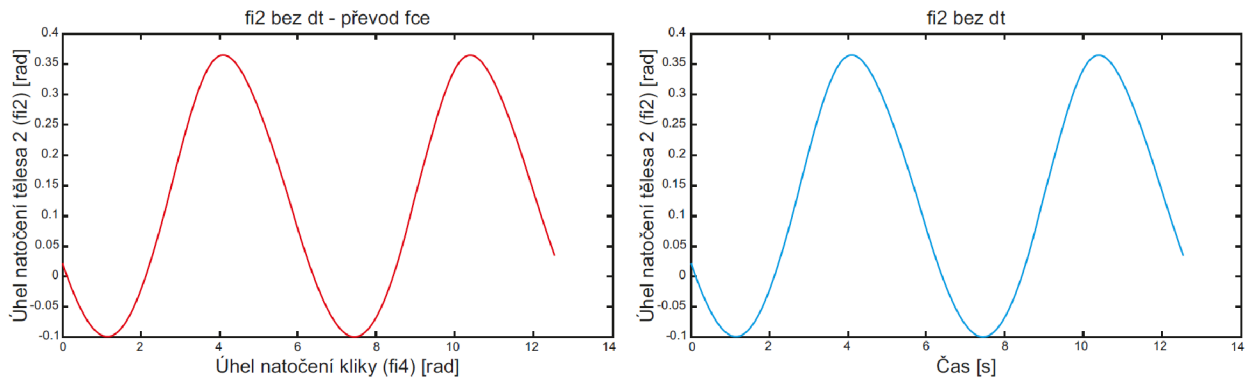 fi2 bez dt - převod fce
Úhel natočení tělesa 2 (fi2) [rad]
0.4
0.35
0.3
0.25
0.2
0.15
0.1
0.05
0
-0.05
-0.1
0 2 4 6 8 10 12 14
Úhel natočení kliky (fi4) [rad]
fi2 bez dt
Úhel natočení tělesa 2 (fi2) [rad]
0.4
0.35
0.3
0.25
0.2
0.15
0.1
0.05
0
-0.05
-0.1
0 2 4 6 8 10 12 14
Čas [s]